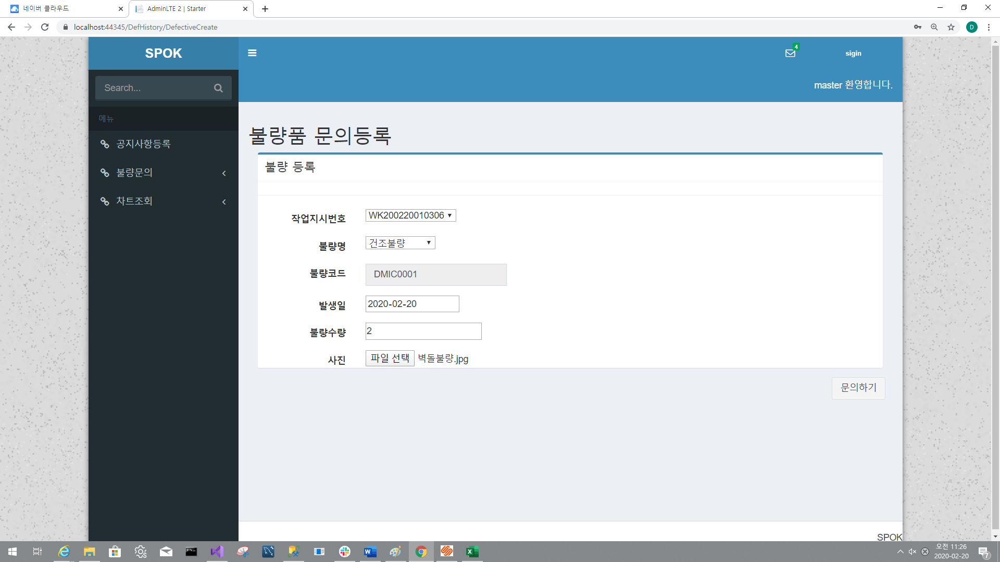 네이버 클라우드
AdminLTE 2 | Starter
localhost:44345/DefHistory/DefectiveCreate
D
SPOK
4
sigin
Search...
master 환영합니다.
메뉴
공지사항등록
불량문의
차트조회
불량품 문의등록
불량 등록
작업지시번호 WK200220010306
불량명 건조불량
불량코드 DMIC0001
발생일 2020-02-20
불량수량 2
사진 파일 선택 벽돌불량.jpg
문의하기
SPOK
오전 11:26
2020-02-20
7